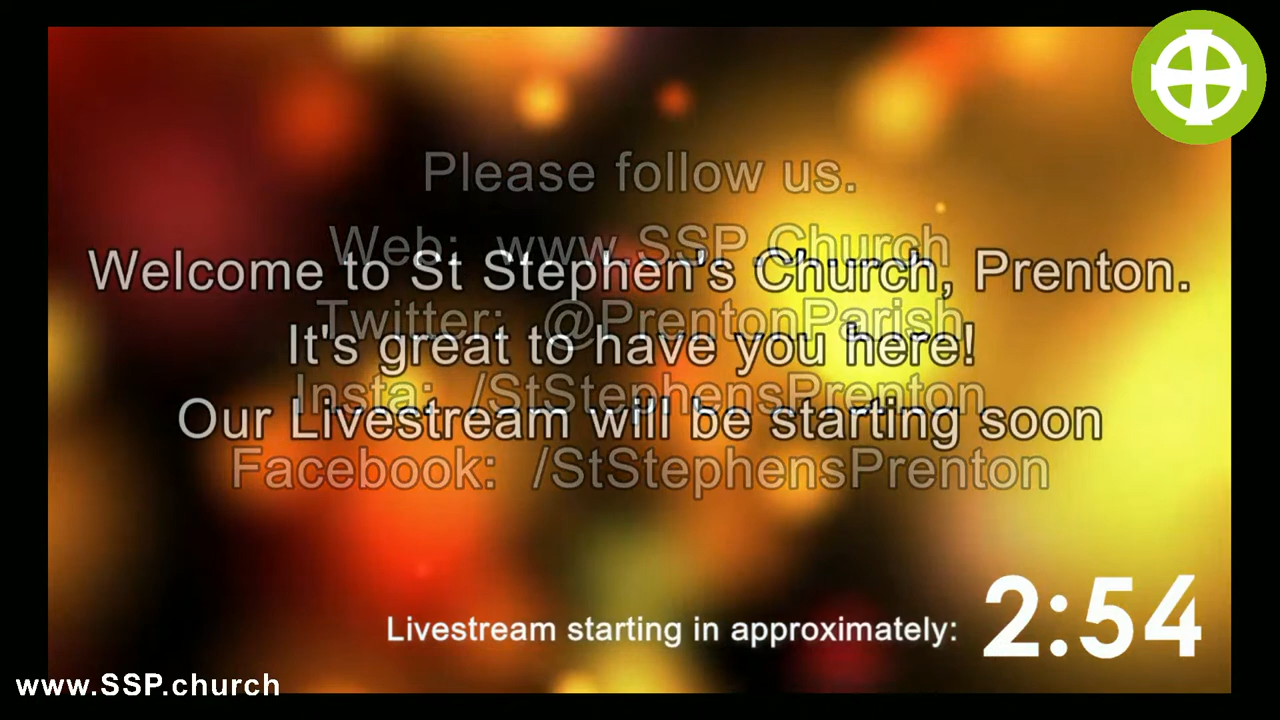 Please follow us.
Web: www.SSP.Church
Welcome to St Stephen's Church, Prenton.
Twitter: @PrentonParish
It's great to have you here!
Insta: /StStephensPrenton
Our Livestream will be starting soon
Facebook: /StStephensPrenton
Livestream starting in approximately: 2:54
www.SSP.church